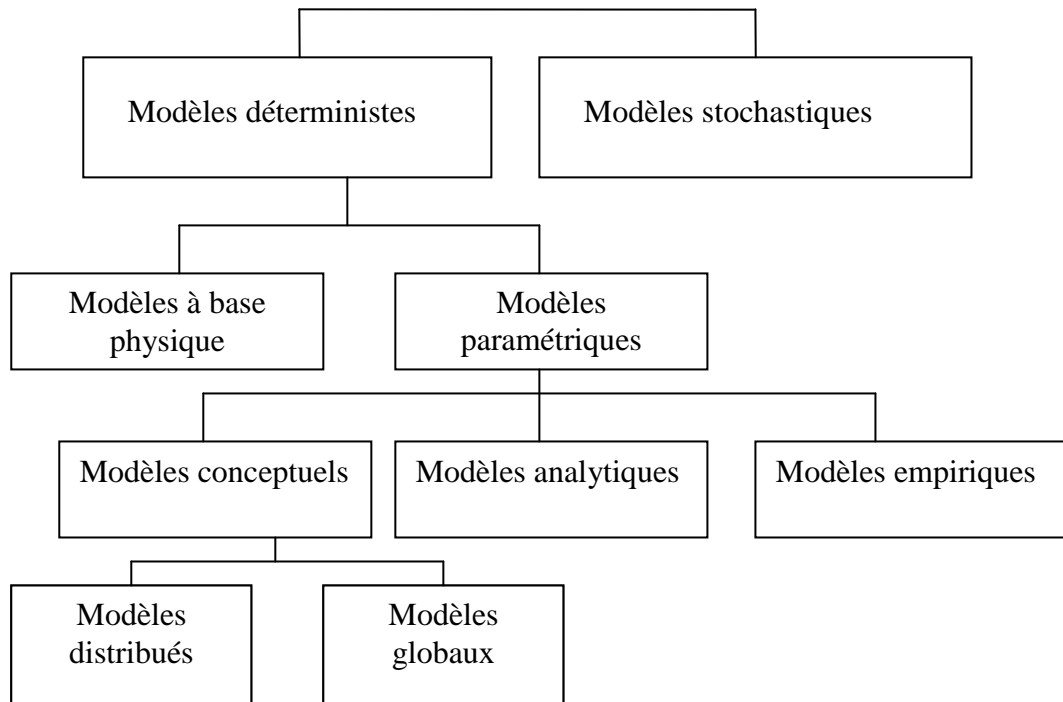 Modèles déterministes
Modèles stochastiques
Modèles à base
physique
Modèles
paramétriques
Modèles conceptuels
Modèles analytiques
Modèles empiriques
Modèles
distribués
Modèles
globaux